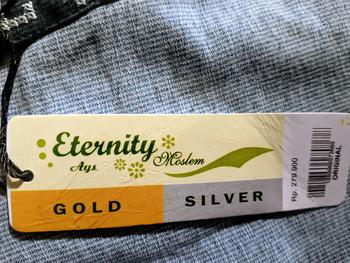 Eternity
Ays Moslem
GOLD SILVER
Rp. 279.900
ORIGINAL